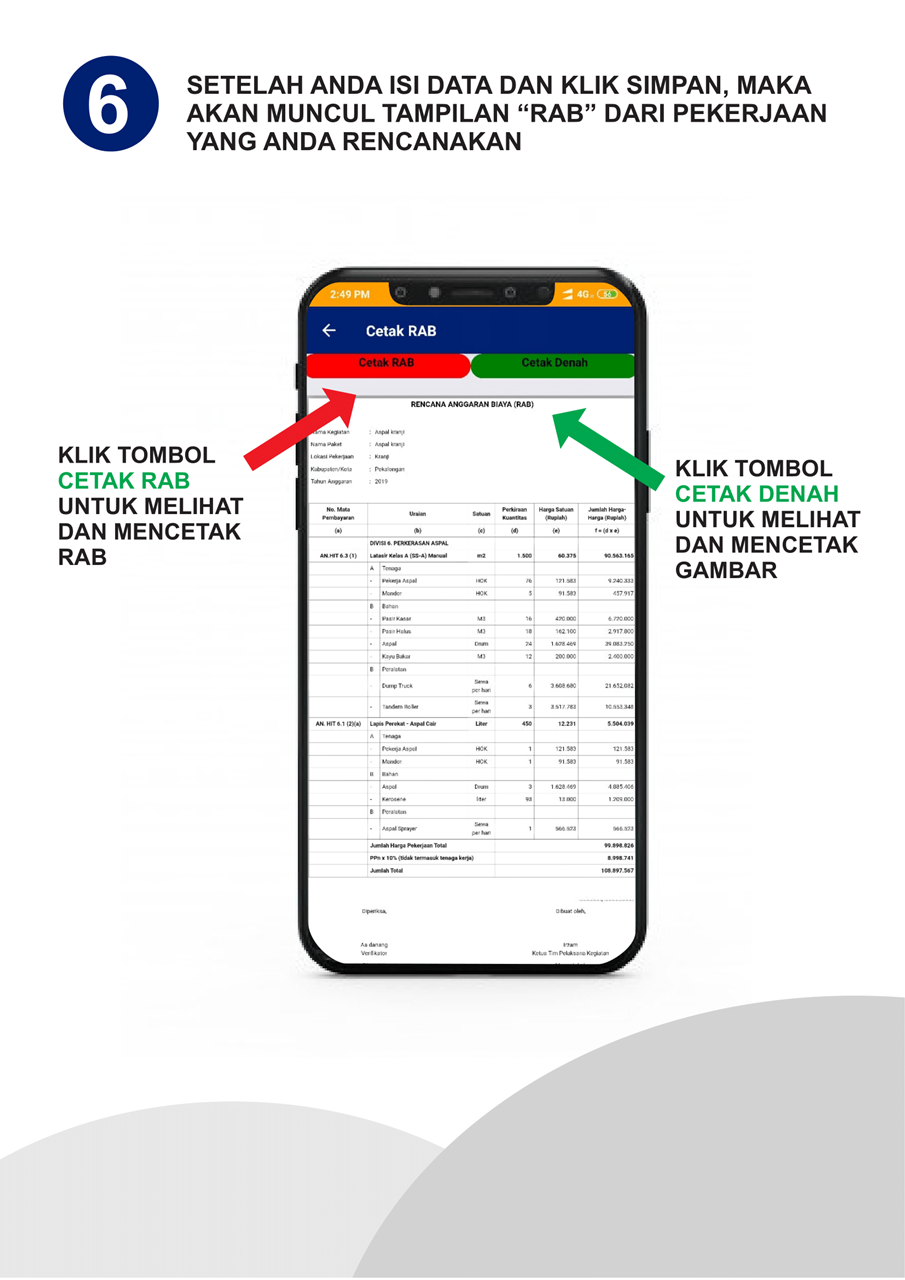 6
SETELAH ANDA ISI DATA DAN KLIK SIMPAN, MAKA
AKAN MUNCUL TAMPILAN “RAB” DARI PEKERJAAN
YANG ANDA RENCANAKAN
2:49 PM 4G
Cetak RAB
Cetak RAB Cetak Denah
RENCANA ANGGARAN BIAYA (RAB)
Kegiatan : Aspal kranji
Nama Paket : Aspal kranji
Lokasi Pekerjaan : Kranji
Kabupaten/Kota : Pekalongan
Tahun Anggaran : 2019
KLIK TOMBOL
CETAK RAB
UNTUK MELIHAT
DAN MENCETAK
RAB
KLIK TOMBOL
CETAK DENAH
UNTUK MELIHAT
DAN MENCETAK
GAMBAR
No. Mata Uraian Satuan Perkiraan Harga Satuan Jumlah Harga-
Pembayaran Kuantitas (Rupiah) Harga (Rupiah)
(a) (b) (c) (d) (e) f = (d x e)
DIVISI 6. PERKERASAN ASPAL
AN.HIT 6.3 (1) Latasir Kelas A (SS-A) Manual m2 1.500 60.375 90.563.165
A Tenaga
- Pekerja Aspal HOK 76 121.583 9.240.333
- Mandor HOK 5 91.583 457.917
B Bahan
- Pasir Kasar M3 16 420.000 6.720.000
- Pasir Halus M3 18 162.100 2.917.800
- Aspal Drum 24 1.628.469 39.083.250
- Kayu Bakar M3 12 200.000 2.400.000
B Peralatan
- Dump Truck Sewa per hari 6 3.608.680 21.652.082
- Tandem Roller Sewa per hari 3 3.517.783 10.553.348
AN. HIT 6.1 (2)(a) Lapis Perekat - Aspal Cair Liter 450 12.231 5.504.039
A Tenaga
- Pekerja Aspal HOK 1 121.583 121.583
- Mandor HOK 1 91.583 91.583
B Bahan
- Aspal Drum 3 1.628.469 4.885.406
- Kerosene liter 93 13.000 1.209.000
B Peralatan
- Aspal Sprayer Sewa per hari 1
Jumlah Harga Pekerjaan Total 99.898.826
PPn x 10% (tidak termasuk tenaga kerja) 8.998.741
Jumlah Total 108.897.567
Diperiksa, Dibuat oleh,
Aa danang
Verifikator Ketua Tim Pelaksana Kegiatan